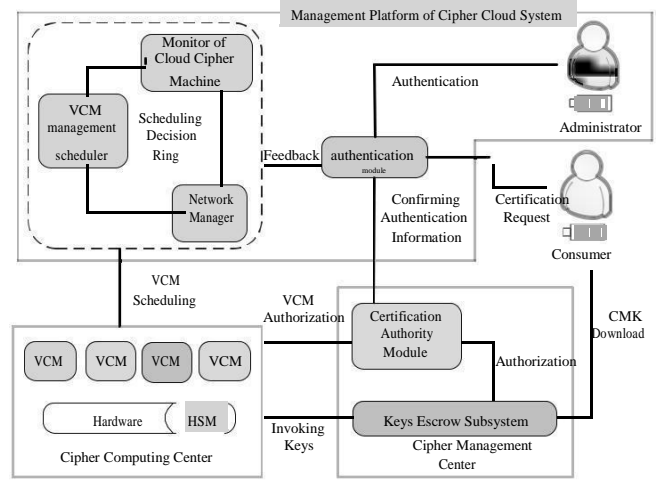 Management Platform of Cipher Cloud System
Monitor of
Cloud Cipher
Machine
VCM
management
scheduler
Scheduling
Decision
Ring
Network
Manager
Feedback
authentication
module
Authentication
Administrator
Confirming
Authentication
Information
Certification
Request
Consumer
VCM
Scheduling
VCM
Authorization
Certification
Authority
Module
CMK
Download
VCM
VCM
VCM
VCM
Authorization
Hardware
HSM
Invoking
Keys
Keys Escrow Subsystem
Cipher Computing Center
Cipher Management
Center